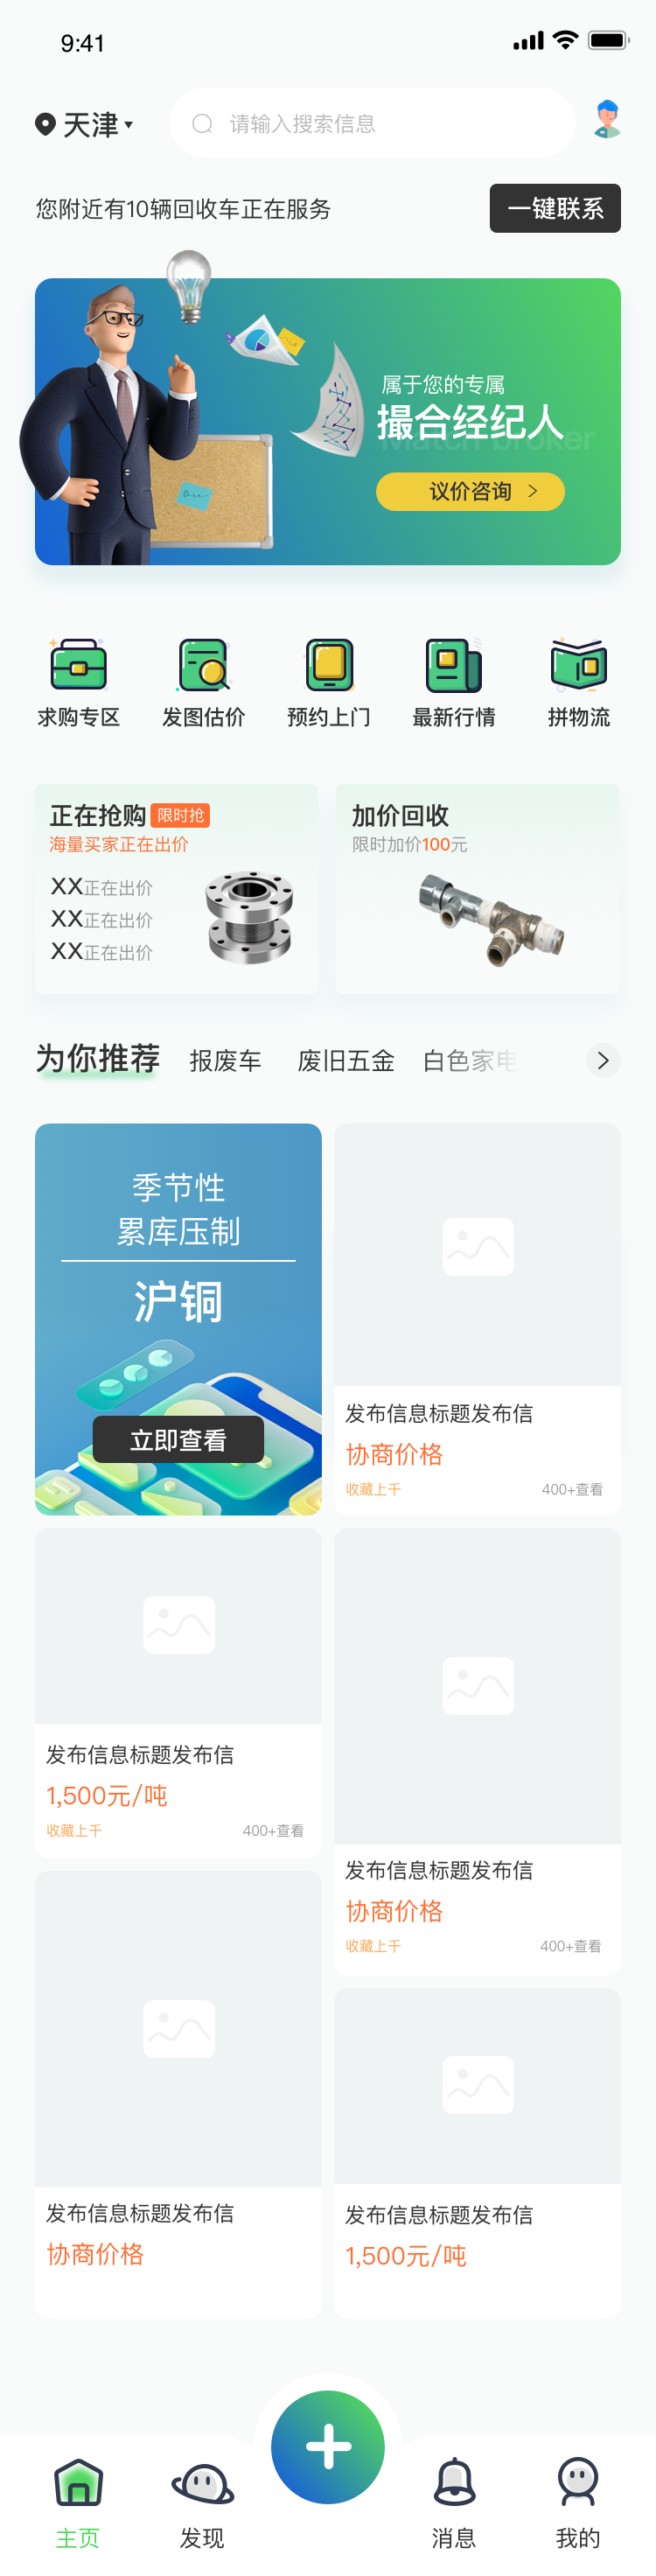 9:41
天津
请输入搜索信息
您附近有10辆回收车正在服务
一键联系
属于您的专属
撮合经纪人
Match broker
议价咨询
求购专区
发图估价
预约上门
最新行情
拼物流
正在抢购 限时抢
海量买家正在出价
XX正在出价
XX正在出价
XX正在出价
加价回收
限时加价100元
为你推荐
报废车
废旧五金
白色家电
季节性
累库压制
沪铜
立即查看
发布信息标题发布信
协商价格
收藏上千
400+查看
发布信息标题发布信
1,500元/吨
收藏上千
400+查看
发布信息标题发布信
协商价格
收藏上千
400+查看
发布信息标题发布信
协商价格
发布信息标题发布信
1,500元/吨
主页
发现
消息
我的